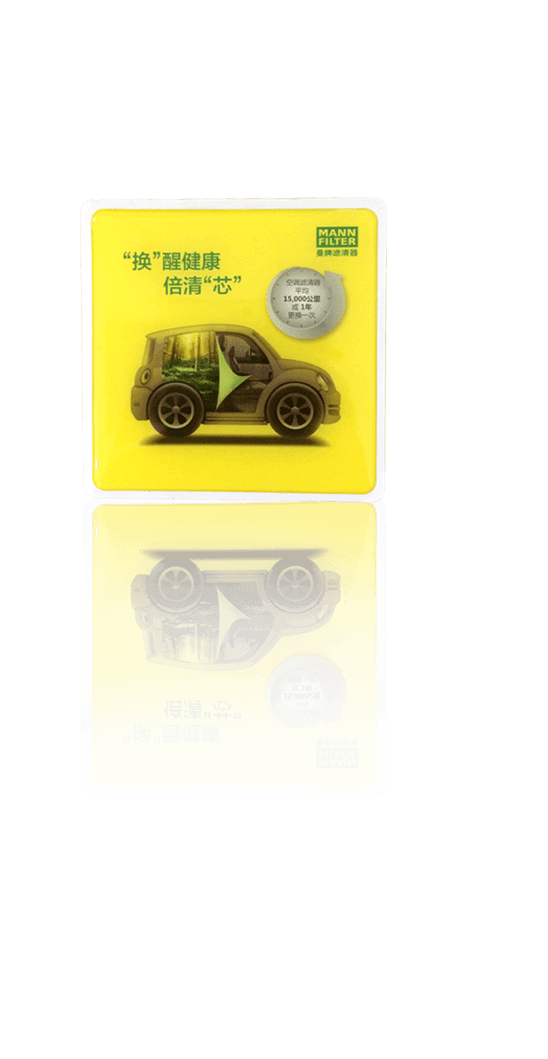 “换”醒健康
倍清“芯”
MANN
FILTER
曼牌滤清器
空调滤清器
平均
15,000公里
或 1年
更换一次